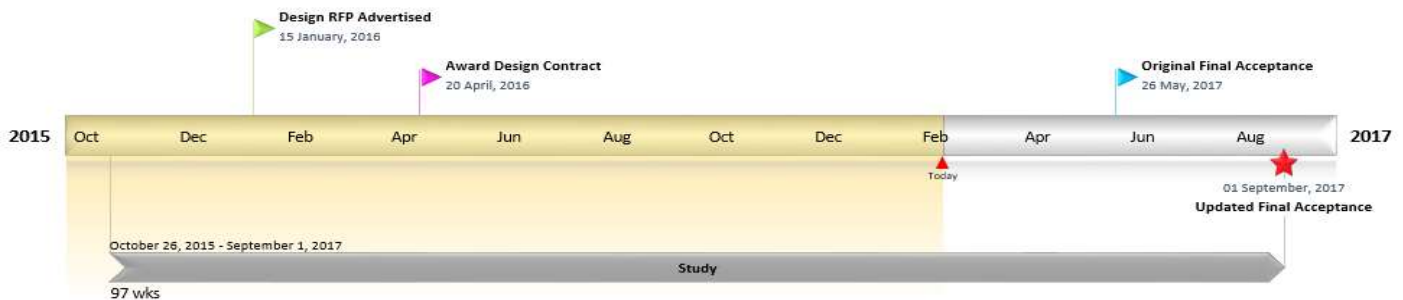 Design RFP Advertised
15 January, 2016
Award Design Contract
20 April, 2016
Original Final Acceptance
26 May, 2017
2015 Oct Dec Feb Apr Jun Aug Oct Dec Feb Apr Jun Aug 2017
Today
01 September, 2017
Updated Final Acceptance
October 26, 2015 - September 1, 2017
Study
97 wks